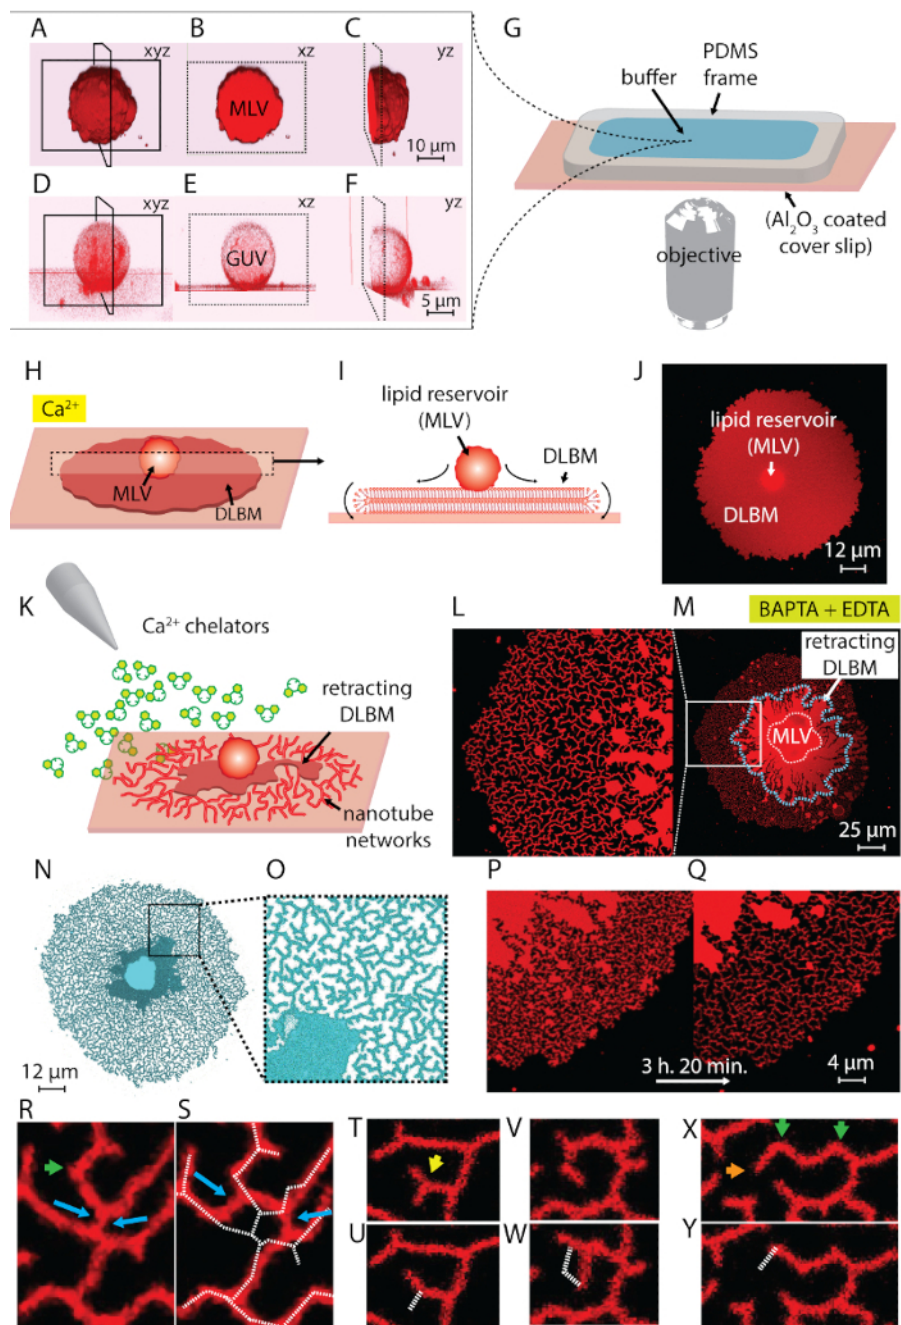 A
xyz
B
xz
MLV
C
yz
10 μm
D
xyz
E
xz
GUV
F
yz
5 μm
G
PDMS
frame
buffer
(Al₂O₃ coated
cover slip)
objective
H
Ca²⁺
MLV
DLBM
I
lipid reservoir
(MLV)
DLBM
J
lipid reservoir
(MLV)
DLBM
12 μm
K
Ca²⁺ chelators
retracting
DLBM
nanotube
networks
L
M
BAPTA + EDTA
retracting
DLBM
MLV
25 μm
N
12 μm
O
P
Q
3 h. 20 min.
4 μm
R
S
T
V
X
U
W
Y